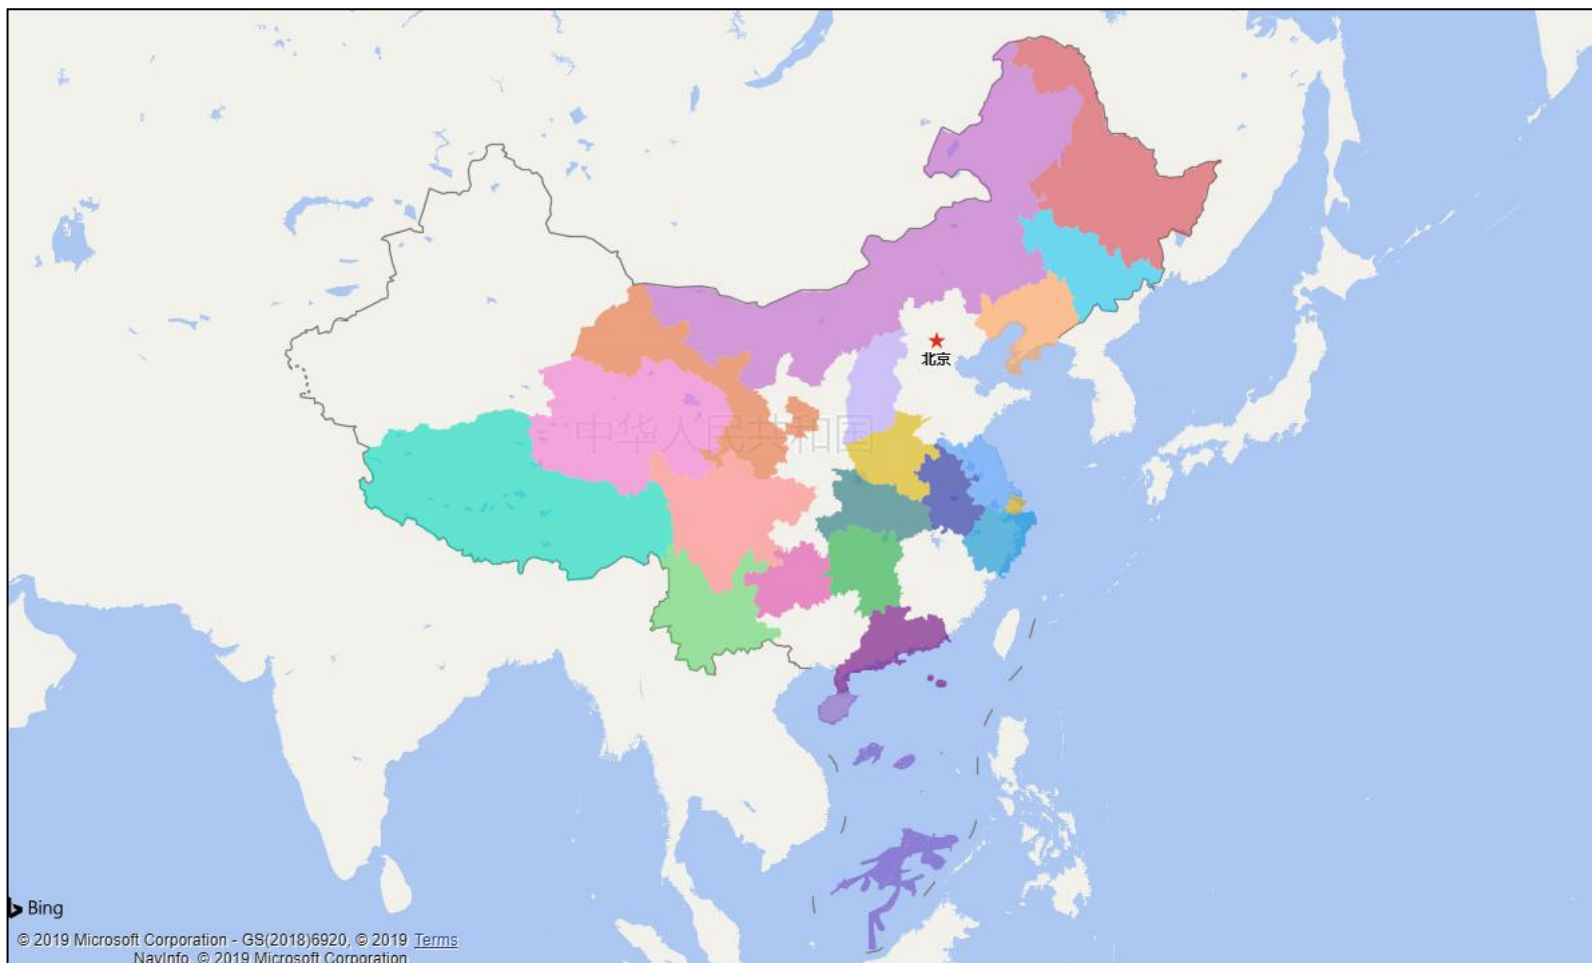 北京
中华人民共和国
Bing
© 2019 Microsoft Corporation - GS(2018)6920, © 2019 Terms
NavInfo, © 2019 Microsoft Corporation